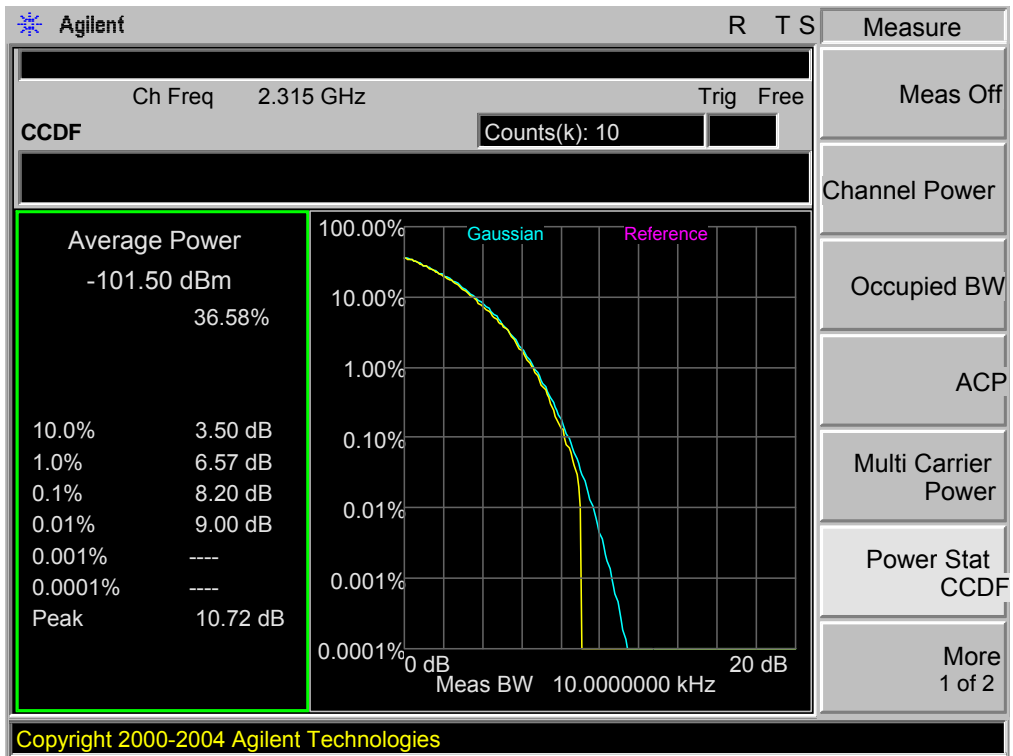 Agilent
R T S
Measure
Ch Freq 2.315 GHz
Trig Free
CCDF
Counts(k): 10
Average Power
-101.50 dBm
36.58%
10.0% 3.50 dB
1.0% 6.57 dB
0.1% 8.20 dB
0.01% 9.00 dB
0.001% ----
0.0001% ----
Peak 10.72 dB
Gaussian
Reference
100.00%
10.00%
1.00%
0.10%
0.01%
0.001%
0.0001%
0 dB
20 dB
Meas BW 10.0000000 kHz
Meas Off
Channel Power
Occupied BW
ACP
Multi Carrier
Power
Power Stat
CCDF
More
1 of 2
Copyright 2000-2004 Agilent Technologies